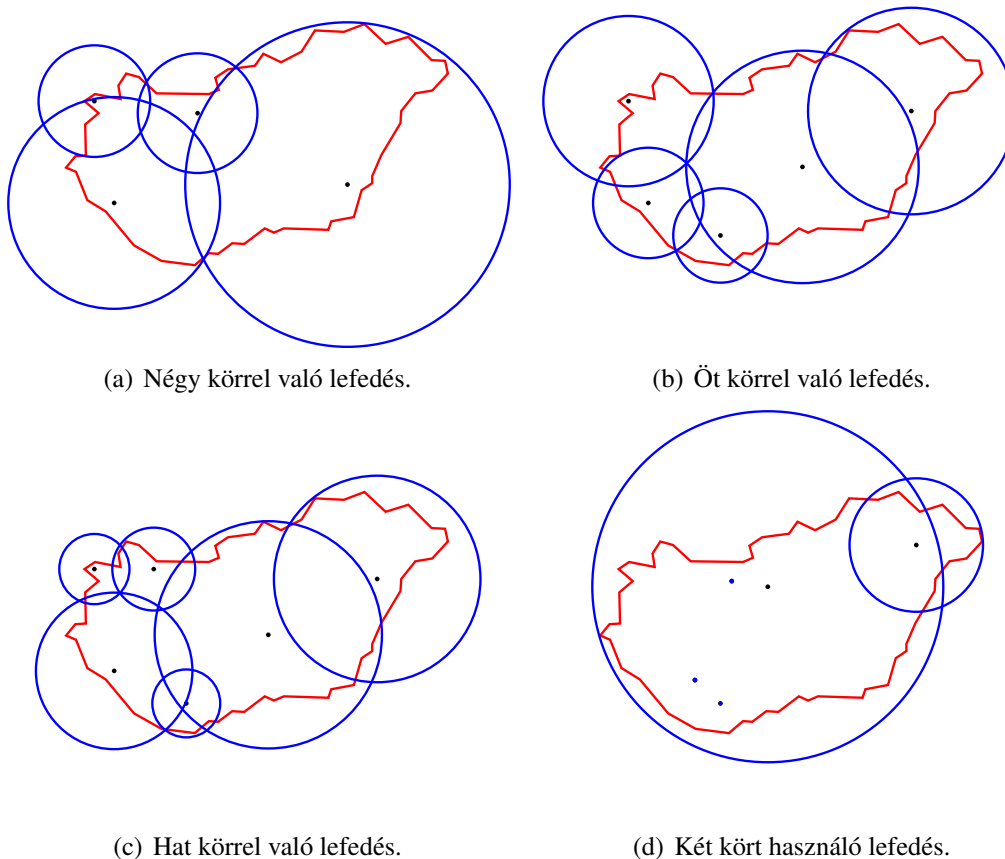 (a) Négy körrel való lefedés.
(b) Öt körrel való lefedés.
(c) Hat körrel való lefedés.
(d) Két kört használó lefedés.